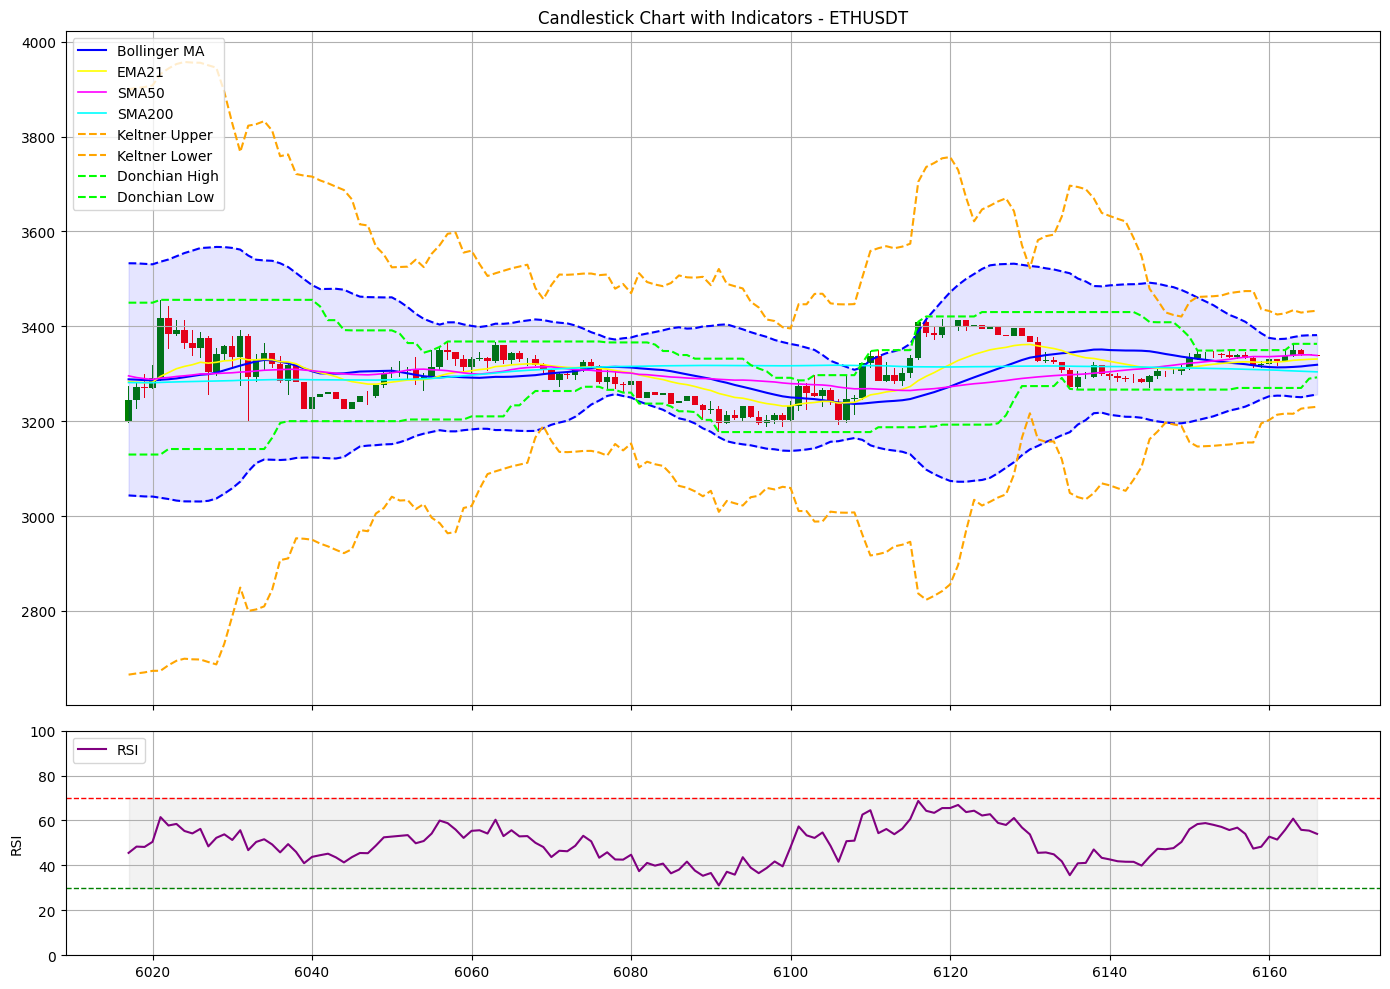 Candlestick Chart with Indicators - ETHUSDT
4000
3800
3600
3400
3200
3000
2800
Bollinger MA
EMA21
SMA50
SMA200
Keltner Upper
Keltner Lower
Donchian High
Donchian Low
100
80
60
40
20
0
RSI
RSI
6020 6040 6060 6080 6100 6120 6140 6160